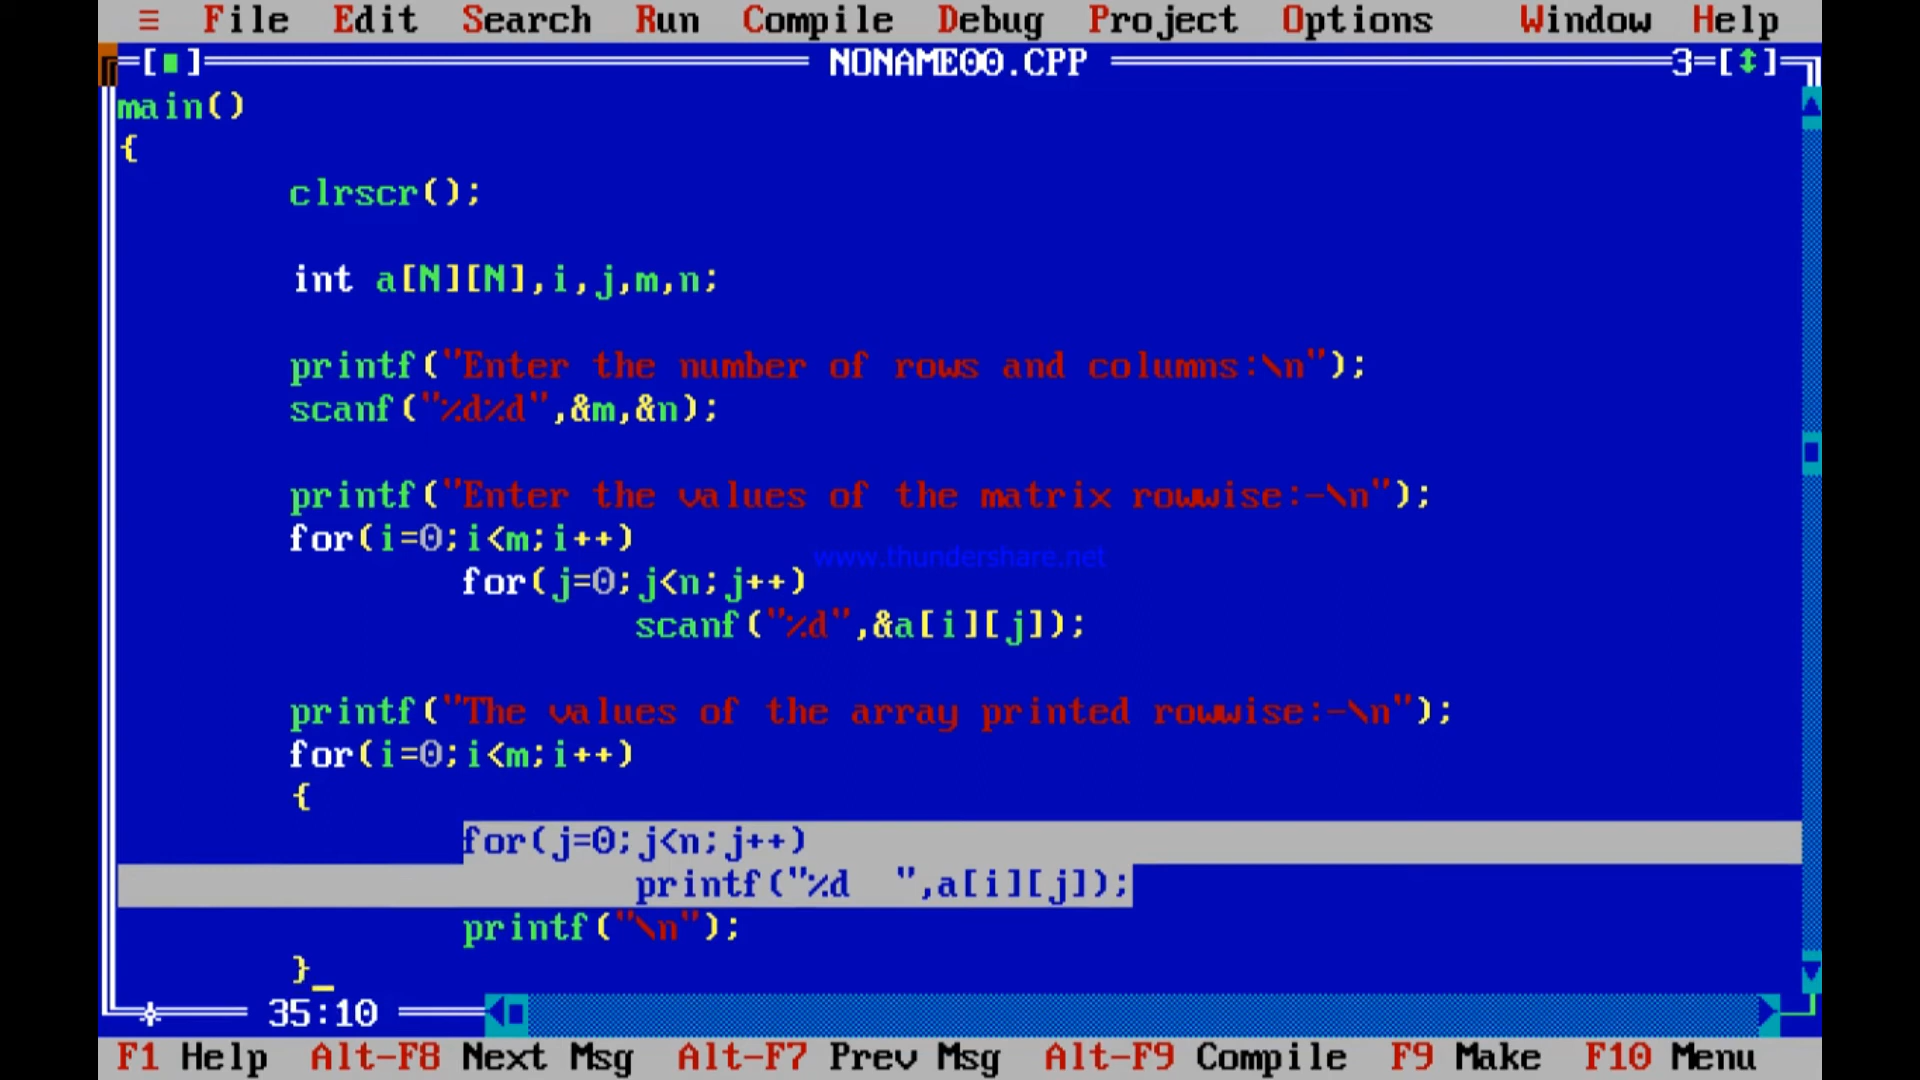 ≡ File Edit Search Run Compile Debug Project Options Window Help
[■] NONAME00.CPP 3=[↕]
main()
{
clrscr();
int a[N][N],i,j,m,n;
printf("Enter the number of rows and columns:\n");
scanf("%d%d",&m,&n);
printf("Enter the values of the matrix rowwise:-\n");
for(i=0;i<m;i++)
www.thundershare.net
for(j=0;j<n;j++)
scanf("%d",&a[i][j]);
printf("The values of the array printed rowwise:-\n");
for(i=0;i<m;i++)
{
for(j=0;j<n;j++)
printf("%d  ",a[i][j]);
printf("\n");
}_
35:10
F1 Help Alt-F8 Next Msg Alt-F7 Prev Msg Alt-F9 Compile F9 Make F10 Menu